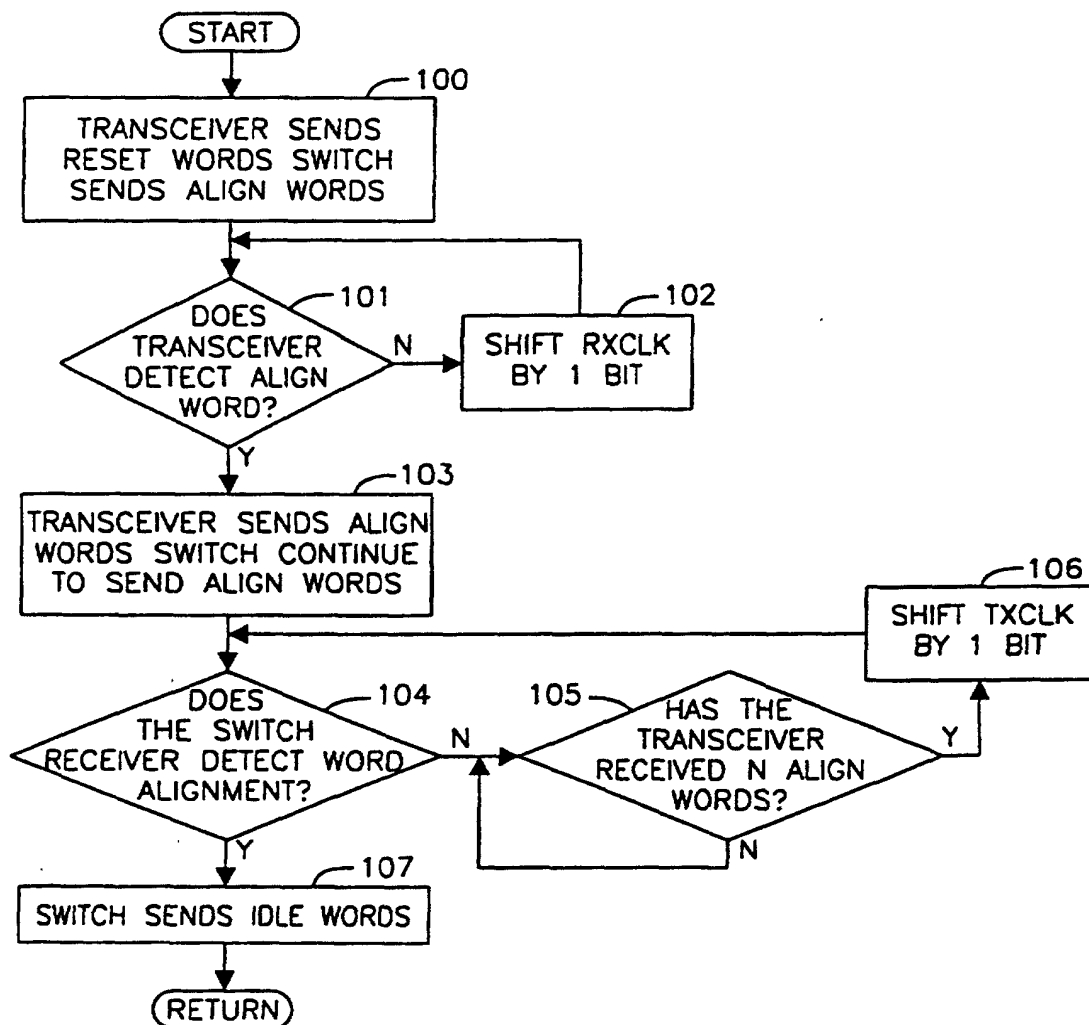 START
100
TRANSCEIVER SENDS
RESET WORDS SWITCH
SENDS ALIGN WORDS
101
DOES
TRANSCEIVER
DETECT ALIGN
WORD?
N
102
SHIFT RXCLK
BY 1 BIT
Y
103
TRANSCEIVER SENDS ALIGN
WORDS SWITCH CONTINUE
TO SEND ALIGN WORDS
106
SHIFT TXCLK
BY 1 BIT
104
DOES
THE SWITCH
RECEIVER DETECT WORD
ALIGNMENT?
N
105
HAS THE
TRANSCEIVER
RECEIVED N ALIGN
WORDS?
Y
N
Y
107
SWITCH SENDS IDLE WORDS
RETURN